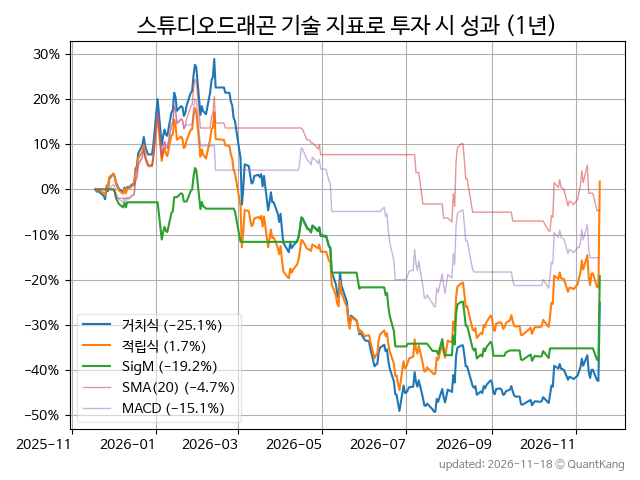 스튜디오드래곤 기술 지표로 투자 시 성과 (1년)
30%
20%
10%
0%
−10%
−20%
−30%
−40%
−50%
거치식 (−25.1%)
적립식 (1.7%)
SigM (−19.2%)
SMA(20) (−4.7%)
MACD (−15.1%)
2025−11 2026−01 2026−03 2026−05 2026−07 2026−09 2026−11
updated: 2026-11-18 © QuantKang